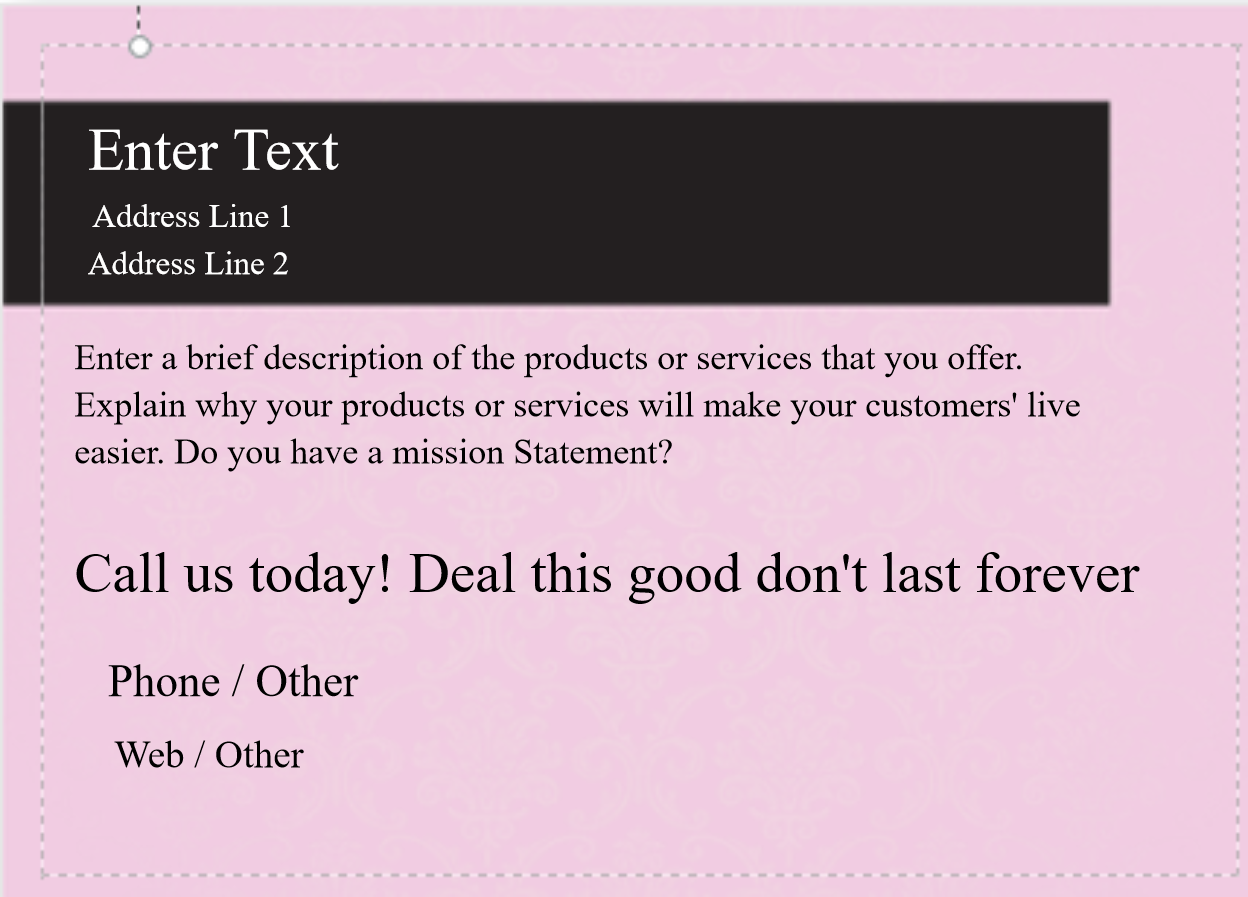 Enter Text
Address Line 1
Address Line 2
Enter a brief description of the products or services that you offer.
Explain why your products or services will make your customers' live
easier. Do you have a mission Statement?
Call us today! Deal this good don't last forever
Phone / Other
Web / Other